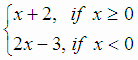 x + 2, if x ≥ 0
2x − 3, if x < 0